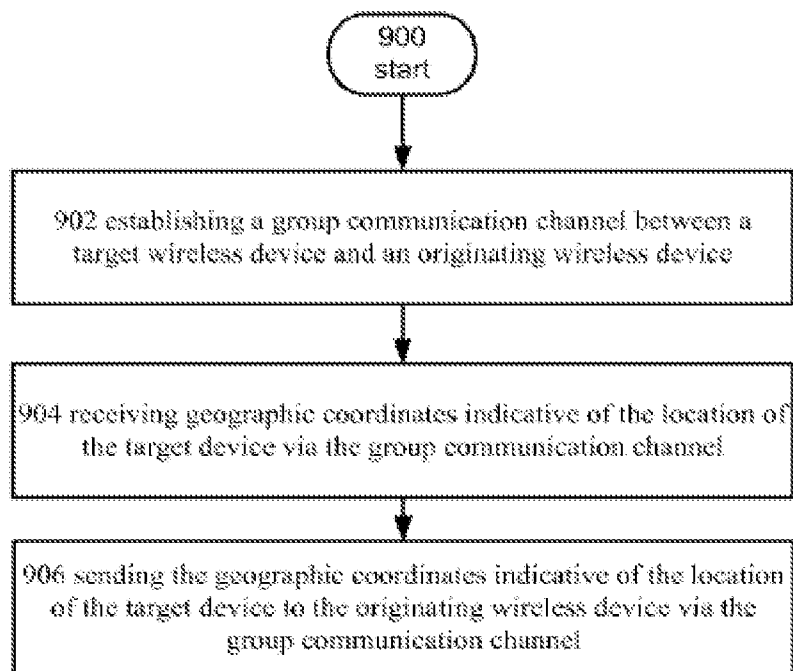 900
start
902 establishing a group communication channel between a
target wireless device and an originating wireless device
904 receiving geographic coordinates indicative of the location of
the target device via the group communication channel
906 sending the geographic coordinates indicative of the location
of the target device to the originating wireless device via the
group communication channel